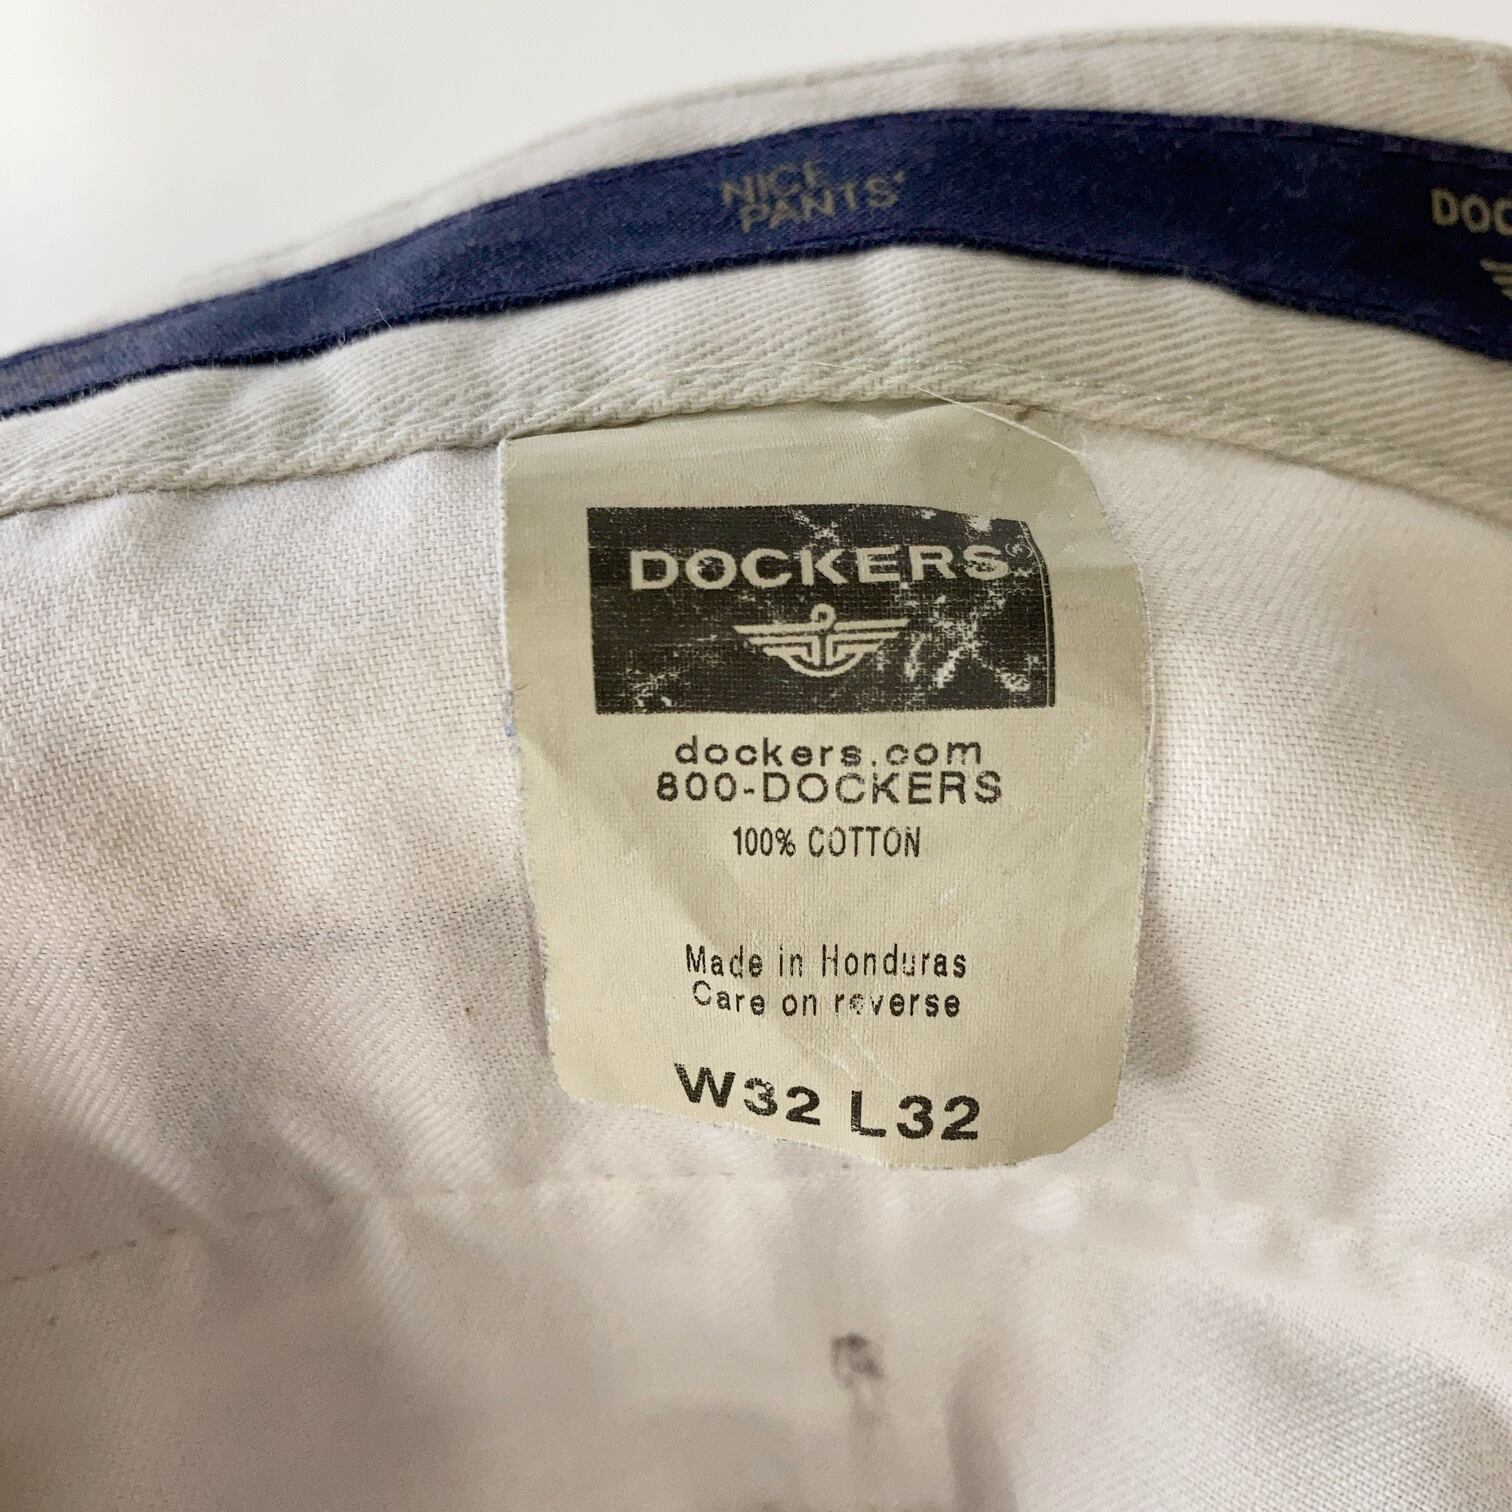 NICE
PANTS'
DOC
DOCKERS®
dockers.com
800-DOCKERS
100% COTTON
Made in Honduras
Care on reverse
W32 L32